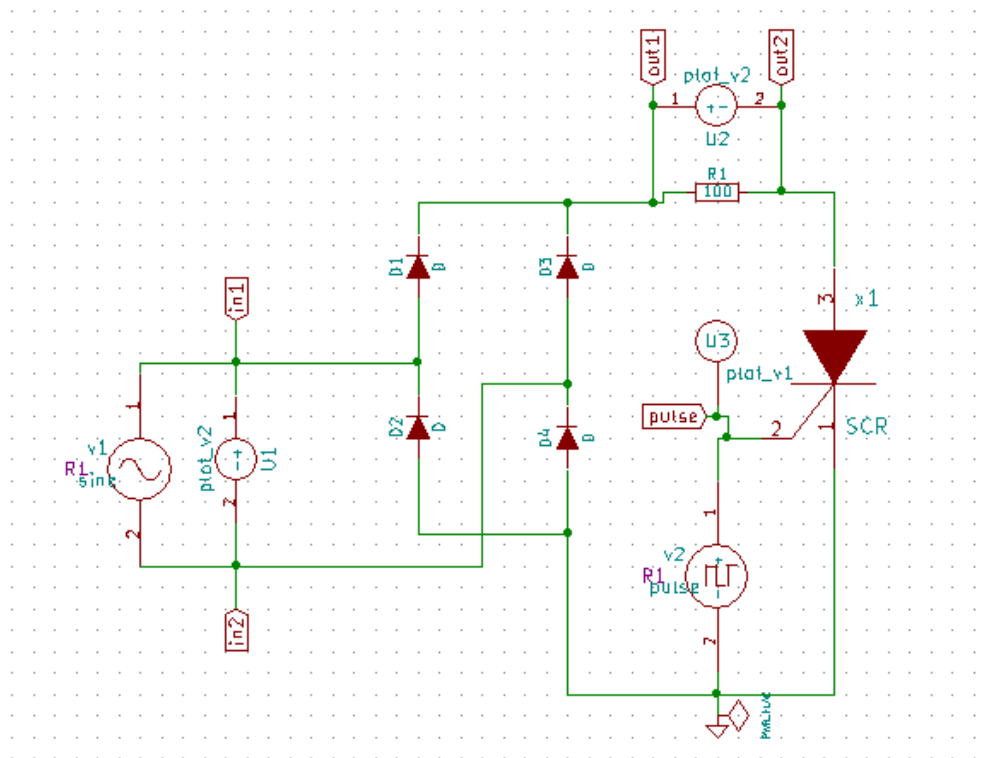 out1
out2
plot_v2
1
2
+-
U2
R1
100
D1
D
D3
D
3
x1
in1
U3
plot_v1
pulse
2
1
SCR
D2
D
D4
D
1
1
v1
R1
sine
plot_v2
+
U1
2
2
in2
1
v2
R1
pulse
+
2